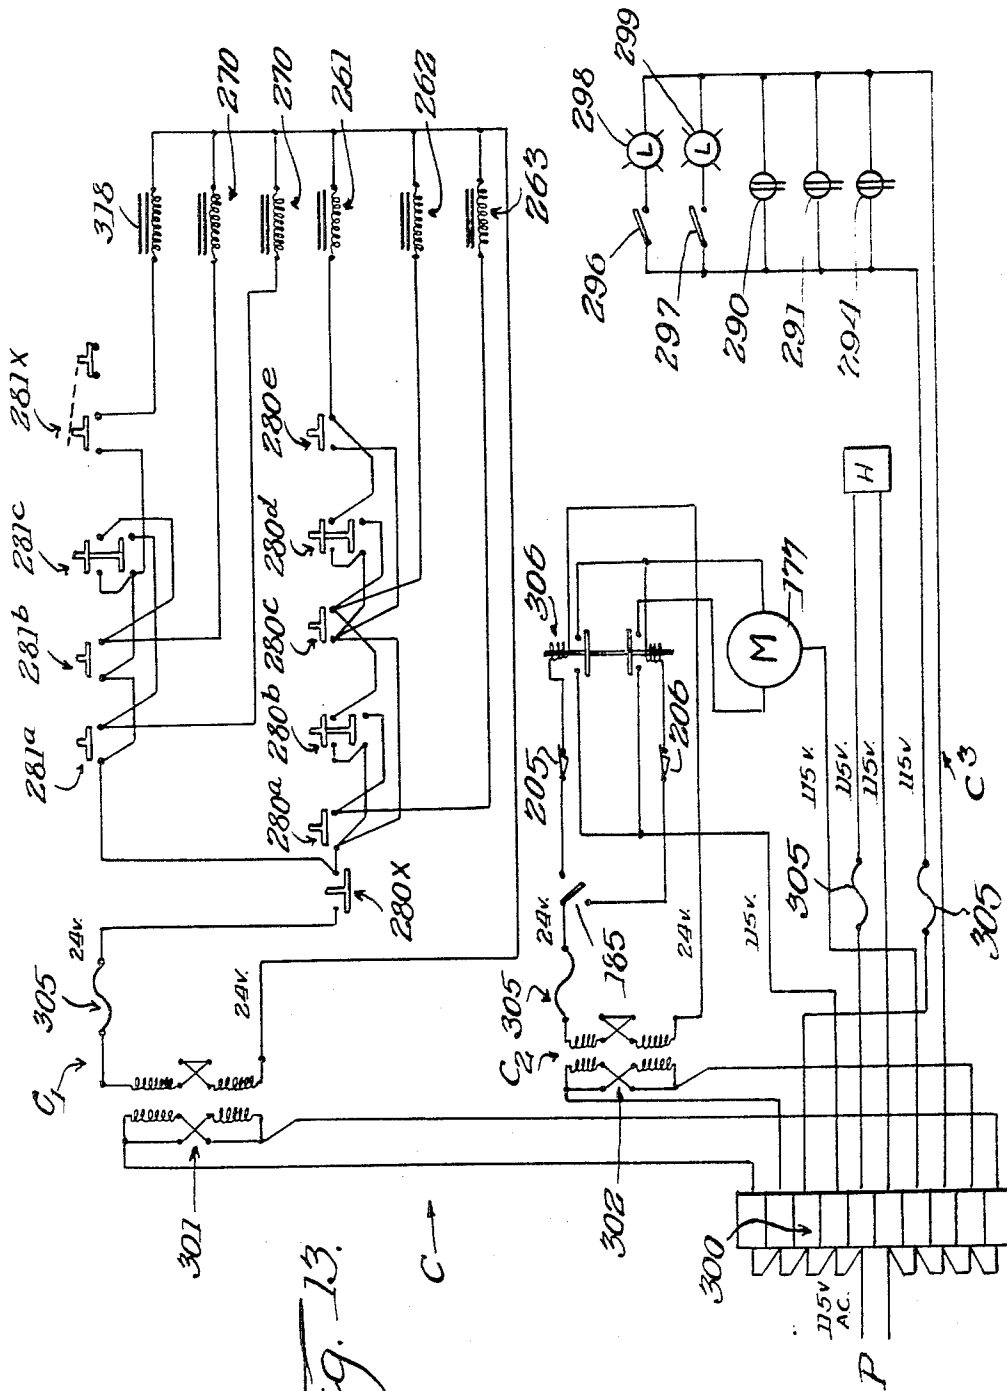 318
270
270
261
262
263
281x
281c
281b
281a
280e
280d
280c
280b
280a
280x
24v.
305
24v.
C1
301
C
298
299
296
297
290
291
294
306
205
206
185
24v.
24v.
305
C2
302
M
177
H
115v.
115v.
115v.
115v.
115v.
305
305
C3
300
115v
A.C.
P
Fig. 13.